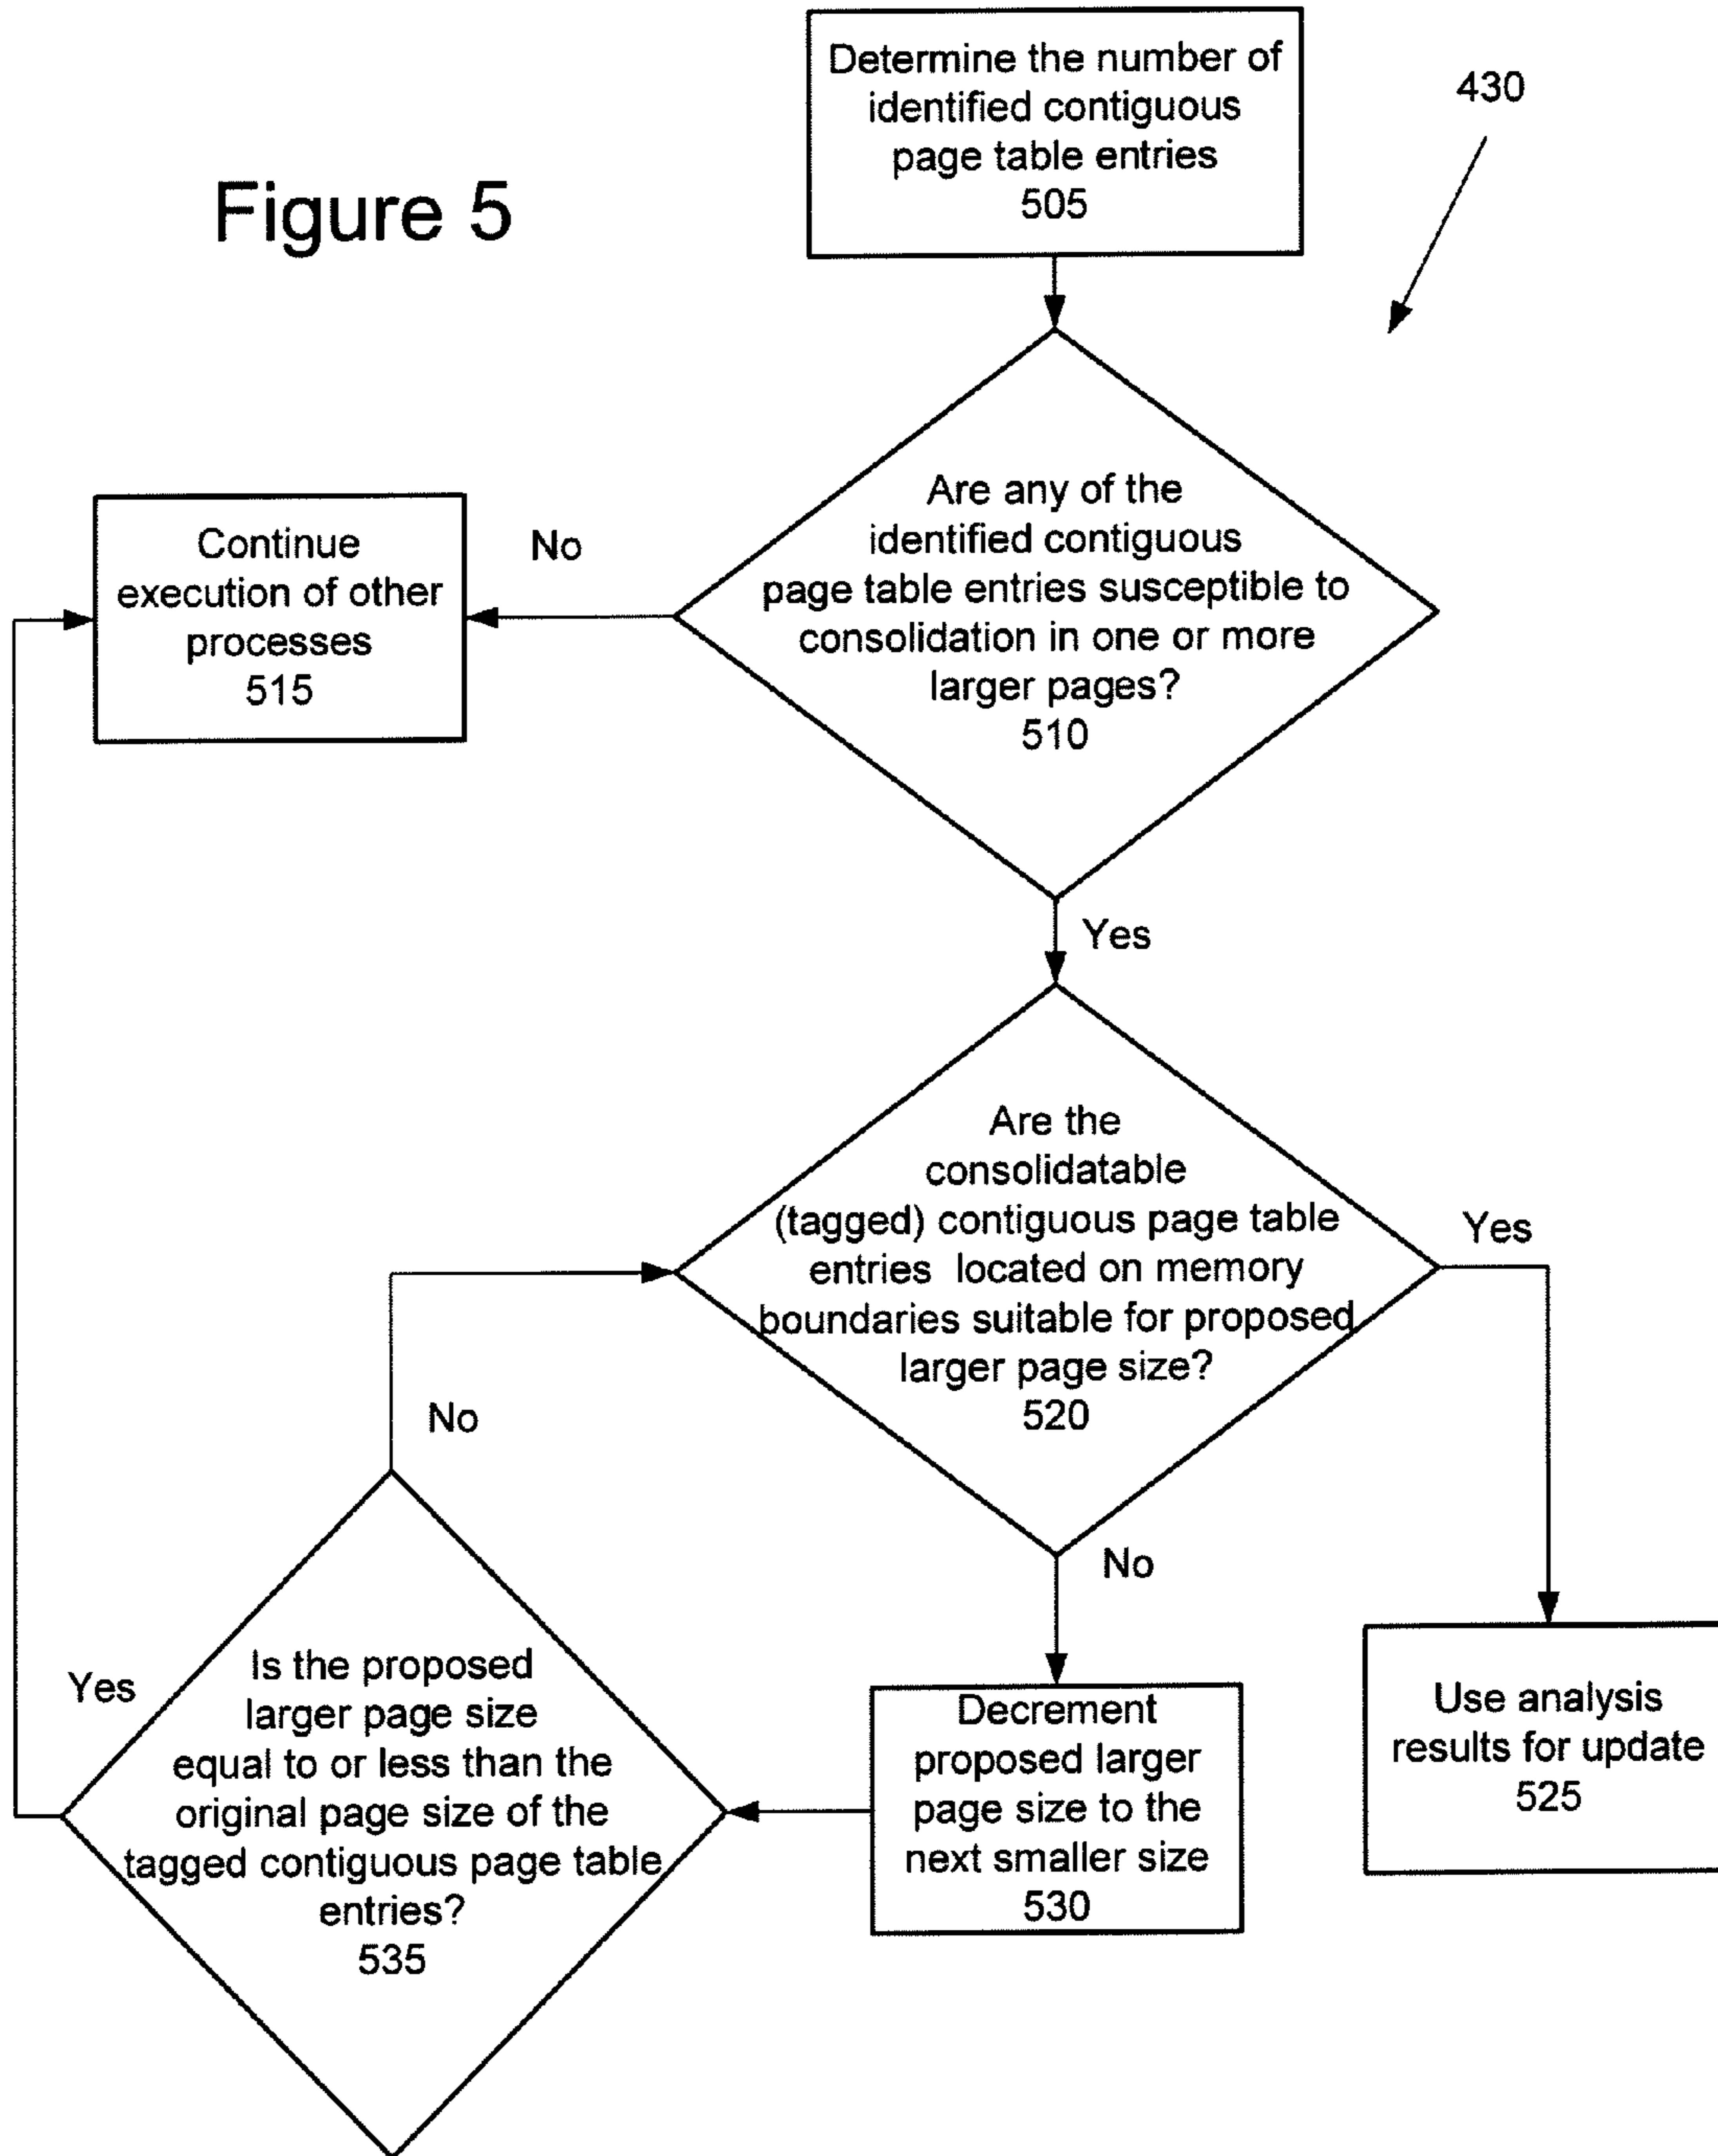 Figure 5
Determine the number of
identified contiguous
page table entries
505
430
Are any of the
identified contiguous
page table entries susceptible to
consolidation in one or more
larger pages?
510
No
Continue
execution of other
processes
515
Yes
Are the
consolidatable
(tagged) contiguous page table
entries located on memory
boundaries suitable for proposed
larger page size?
520
Yes
No
No
Use analysis
results for update
525
Decrement
proposed larger
page size to the
next smaller size
530
Yes
Is the proposed
larger page size
equal to or less than the
original page size of the
tagged contiguous page table
entries?
535